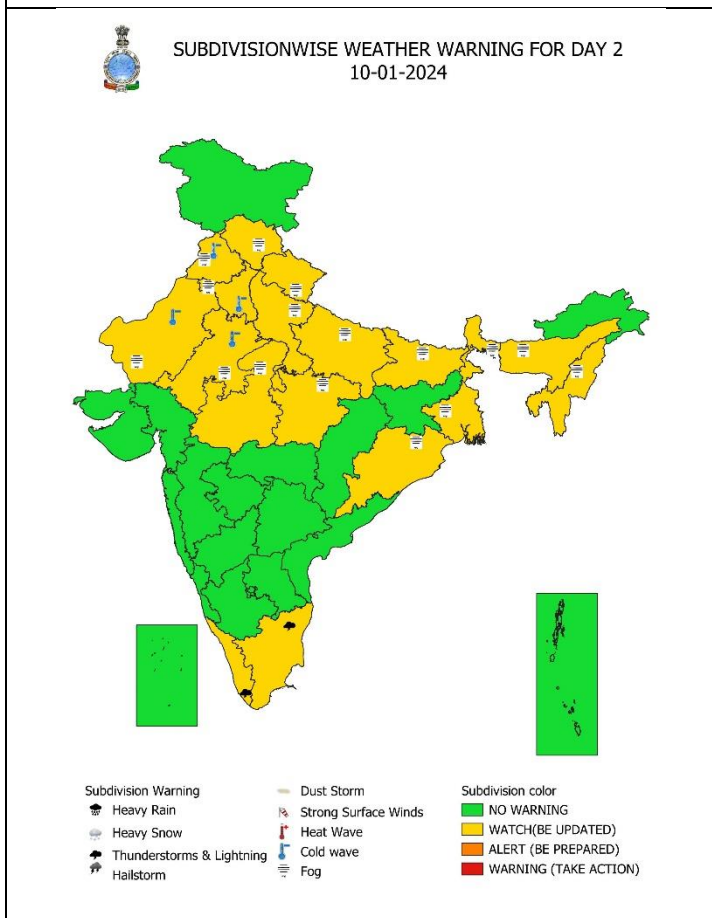 SUBDIVISIONWISE WEATHER WARNING FOR DAY 2
10-01-2024
Subdivision Warning
Heavy Rain
Heavy Snow
Thunderstorms & Lightning
Hailstorm
Dust Storm
Strong Surface Winds
Heat Wave
Cold wave
Fog
Subdivision color
NO WARNING
WATCH(BE UPDATED)
ALERT (BE PREPARED)
WARNING (TAKE ACTION)